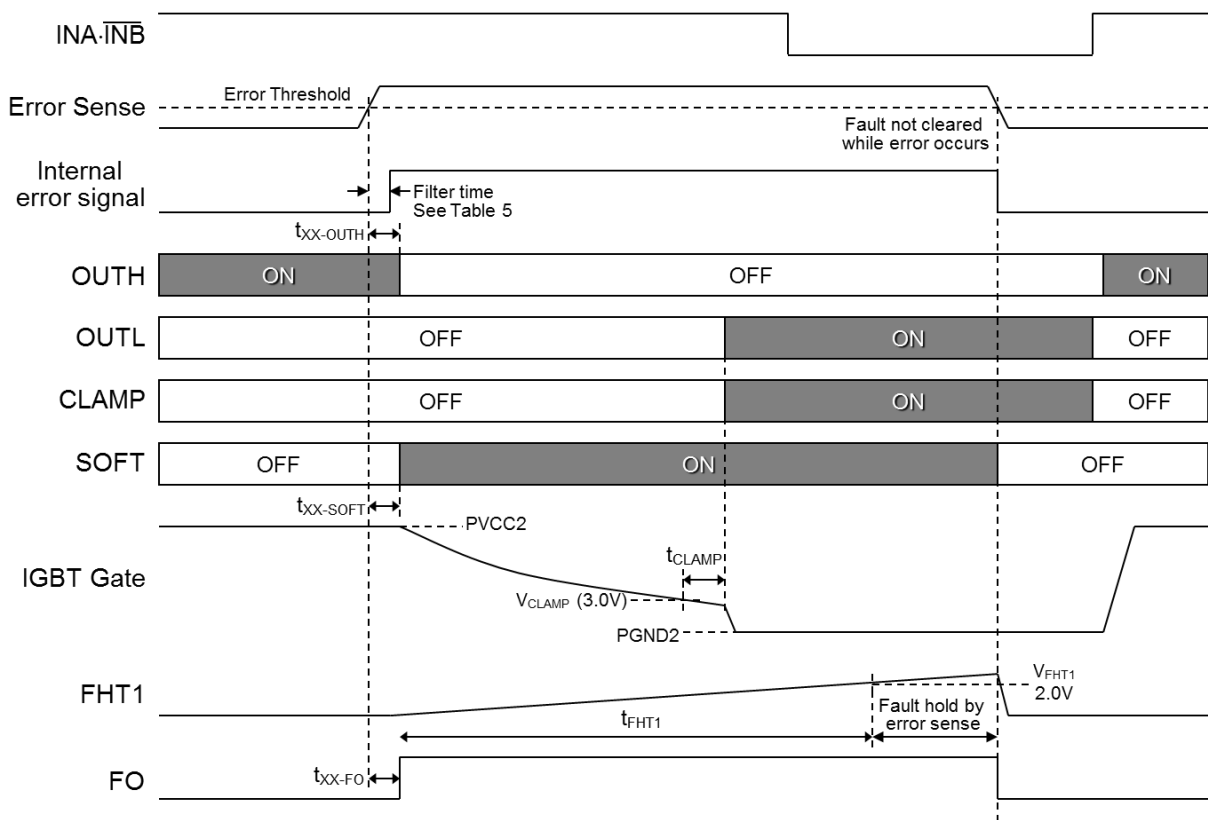 INA·INB
Error Sense
Error Threshold
Fault not cleared
while error occurs
Internal
error signal
Filter time
See Table 5
tXX-OUTH
OUTH
ON
OFF
ON
OUTL
OFF
ON
OFF
CLAMP
OFF
ON
OFF
SOFT
OFF
ON
OFF
tXX-SOFT
PVCC2
IGBT Gate
tCLAMP
VCLAMP (3.0V)
PGND2
FHT1
VFHT1
2.0V
tFHT1
Fault hold by
error sense
FO
tXX-FO